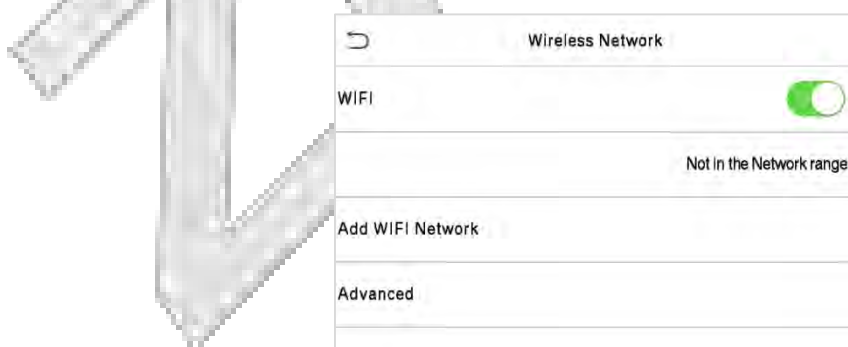 Wireless Network
WIFI
Not in the Network range
Add WIFI Network
Advanced